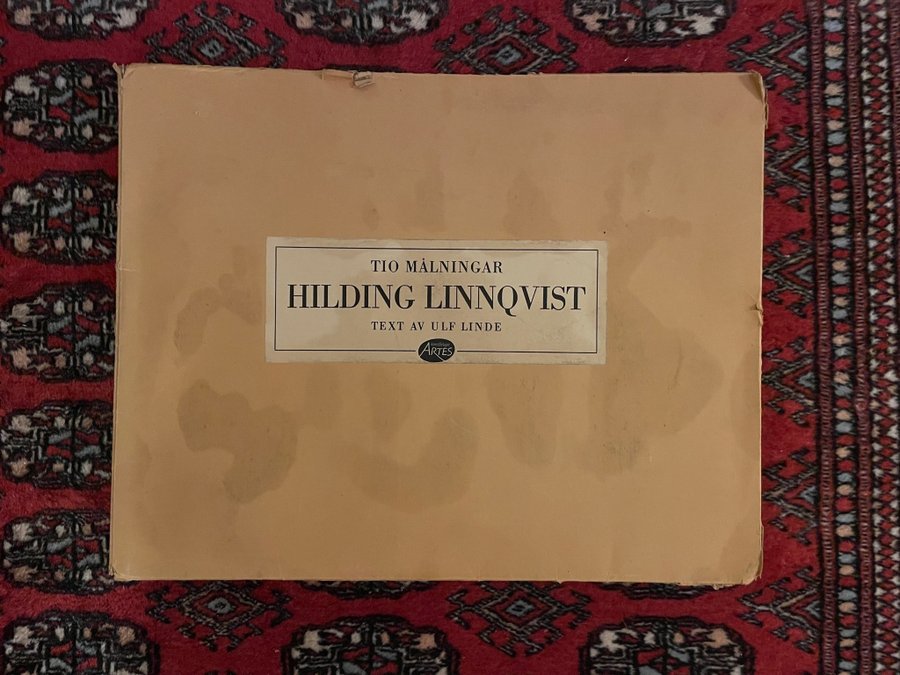 TIO MÅLNINGAR
HILDING LINNQVIST
TEXT AV ULF LINDE
ARTES